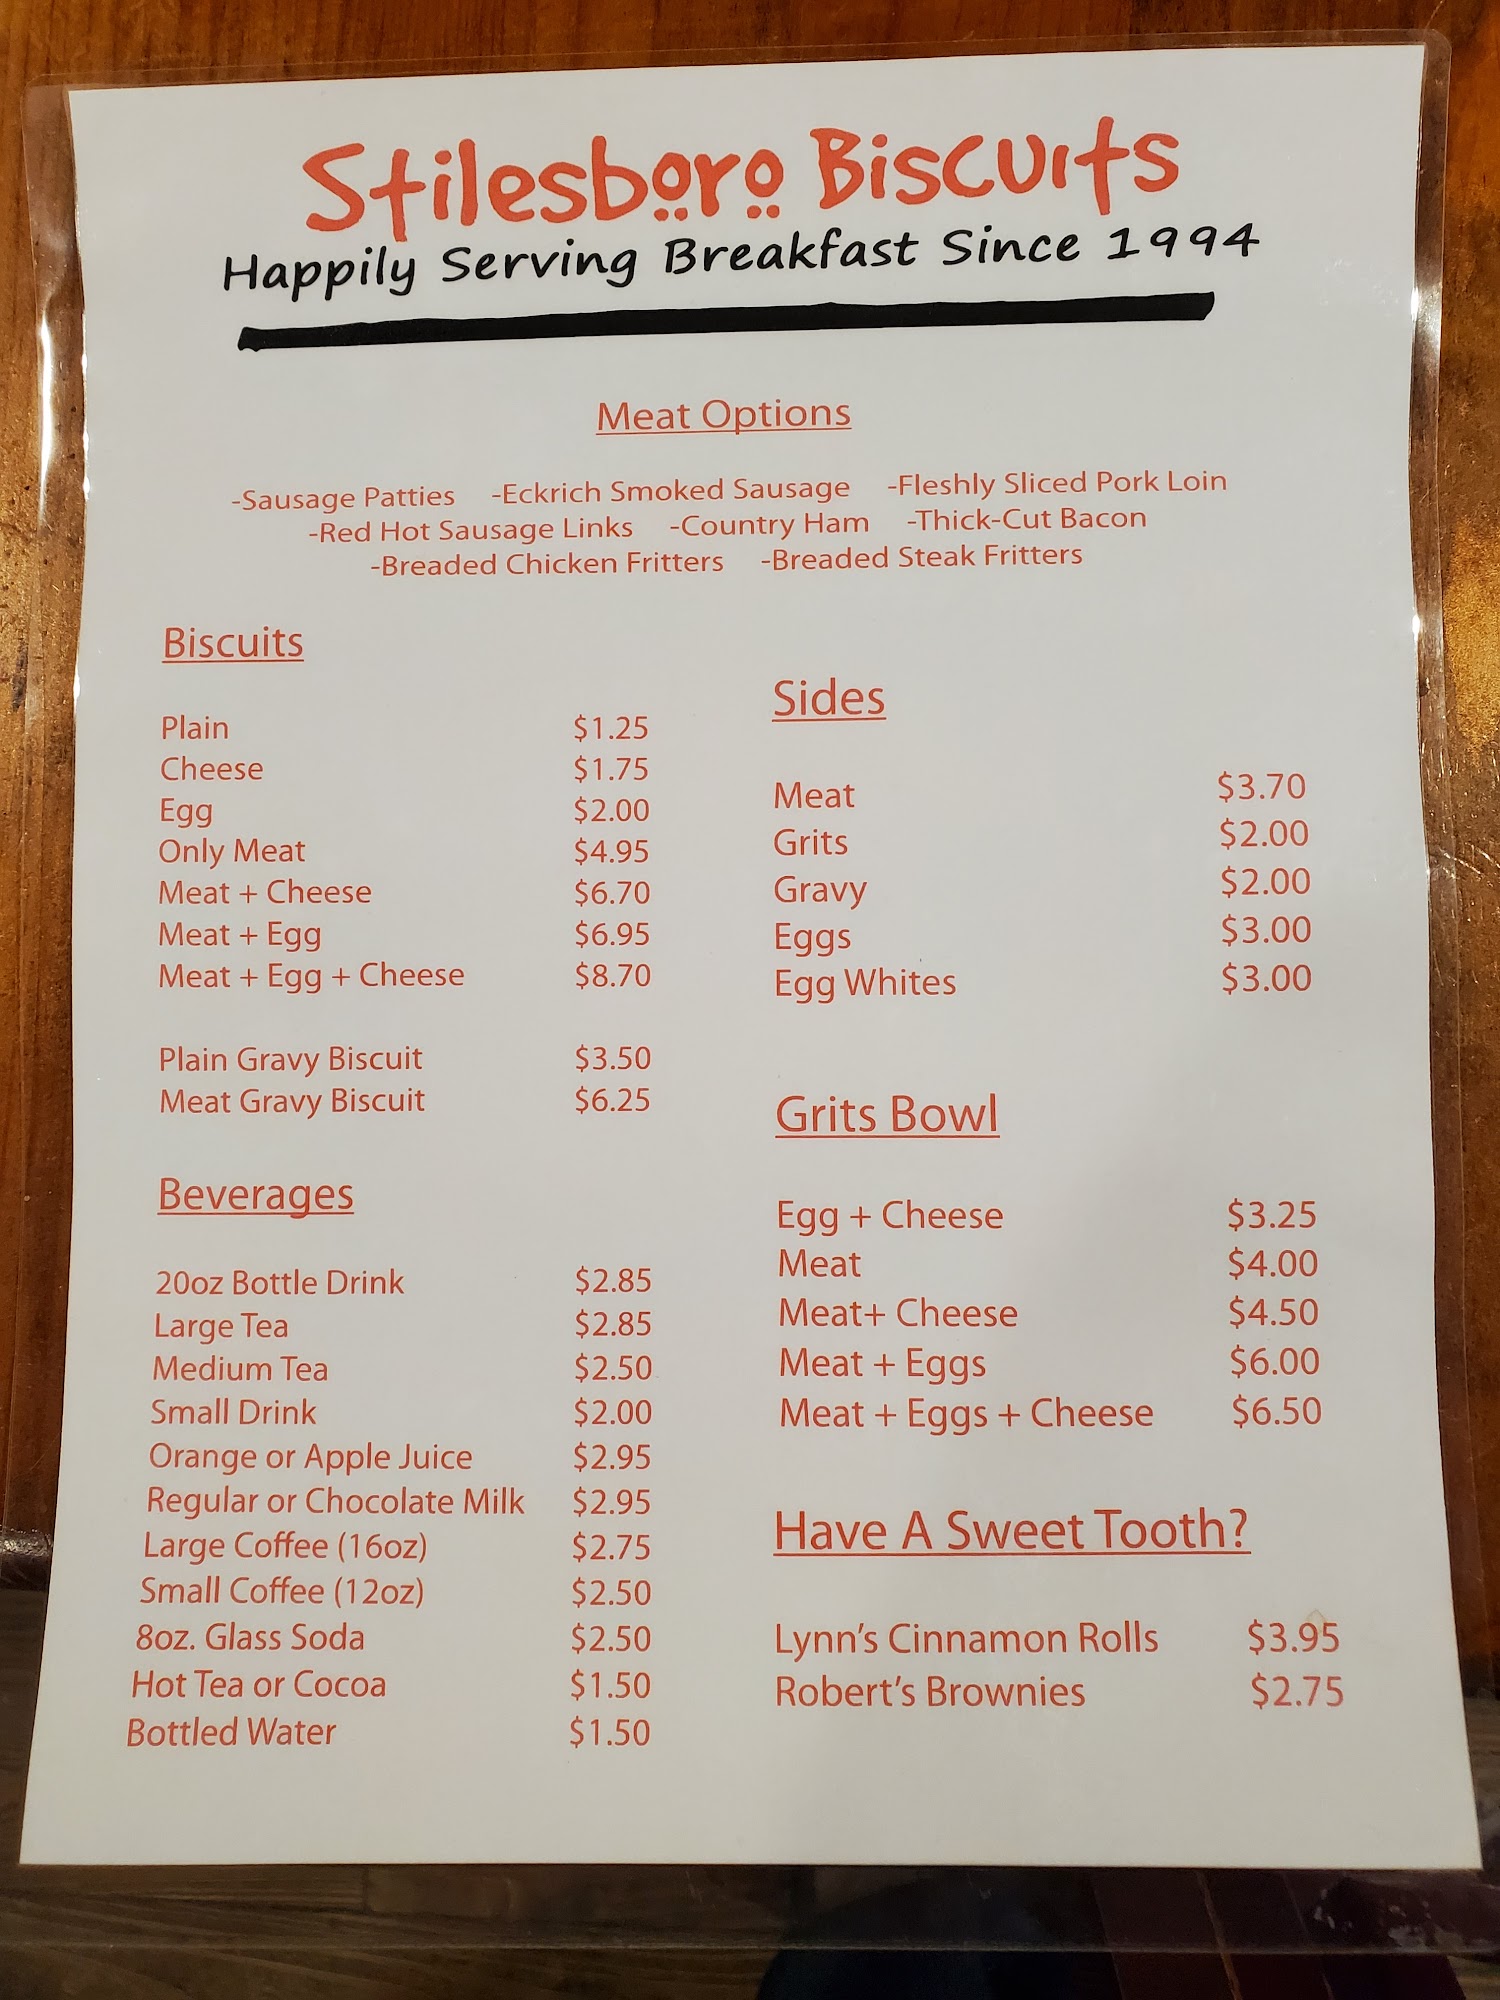 Stilesboro Biscuits
Happily Serving Breakfast Since 1994
Meat Options
-Sausage Patties -Eckrich Smoked Sausage -Fleshly Sliced Pork Loin
-Red Hot Sausage Links -Country Ham -Thick-Cut Bacon
-Breaded Chicken Fritters -Breaded Steak Fritters
Biscuits
Plain $1.25
Cheese $1.75
Egg $2.00
Only Meat $4.95
Meat + Cheese $6.70
Meat + Egg $6.95
Meat + Egg + Cheese $8.70
Plain Gravy Biscuit $3.50
Meat Gravy Biscuit $6.25
Beverages
20oz Bottle Drink $2.85
Large Tea $2.85
Medium Tea $2.50
Small Drink $2.00
Orange or Apple Juice $2.95
Regular or Chocolate Milk $2.95
Large Coffee (16oz) $2.75
Small Coffee (12oz) $2.50
8oz. Glass Soda $2.50
Hot Tea or Cocoa $1.50
Bottled Water $1.50
Sides
Meat $3.70
Grits $2.00
Gravy $2.00
Eggs $3.00
Egg Whites $3.00
Grits Bowl
Egg + Cheese $3.25
Meat $4.00
Meat+ Cheese $4.50
Meat + Eggs $6.00
Meat + Eggs + Cheese $6.50
Have A Sweet Tooth?
Lynn's Cinnamon Rolls $3.95
Robert's Brownies $2.75